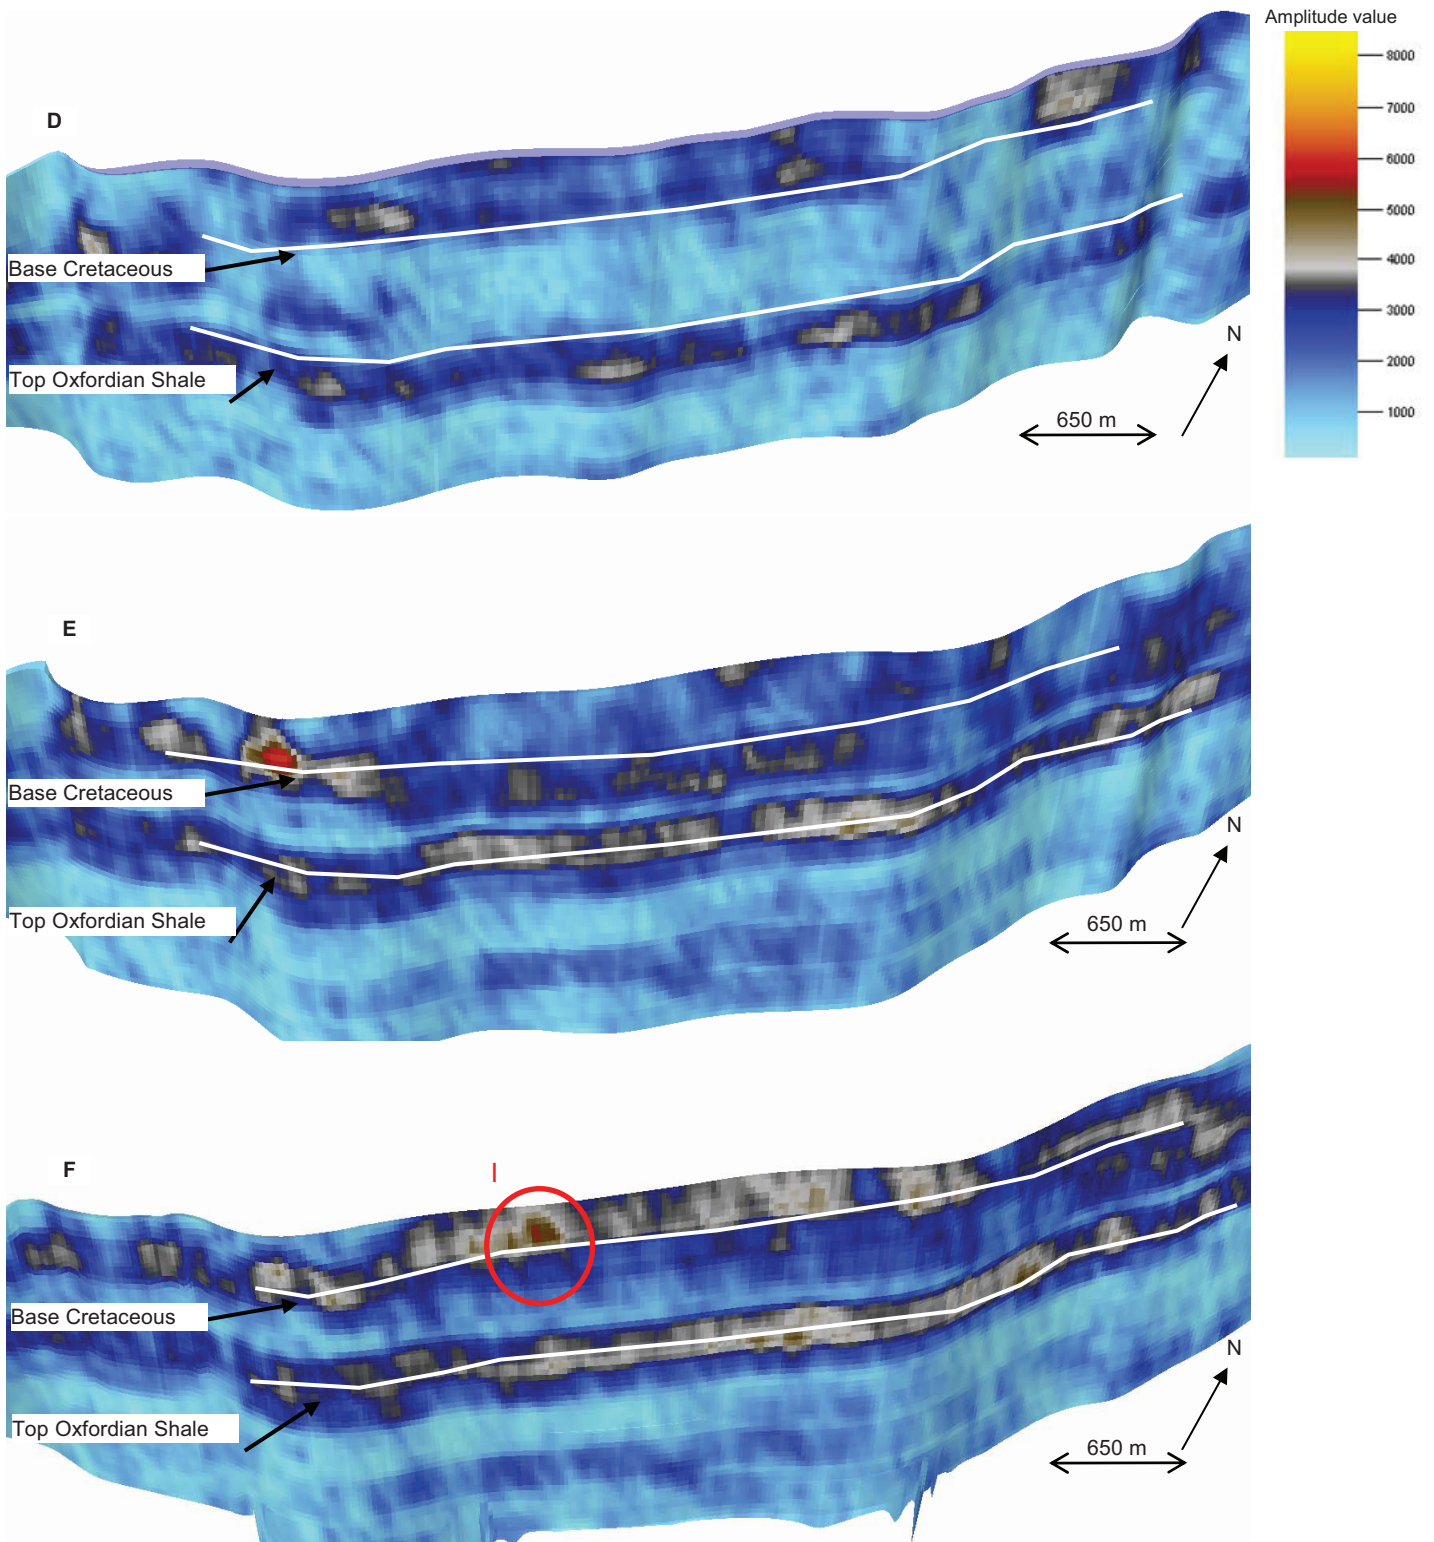 Amplitude value
8000
7000
6000
5000
4000
3000
2000
1000
D
Base Cretaceous
Top Oxfordian Shale
N
650 m
E
Base Cretaceous
Top Oxfordian Shale
N
650 m
F
I
Base Cretaceous
Top Oxfordian Shale
N
650 m